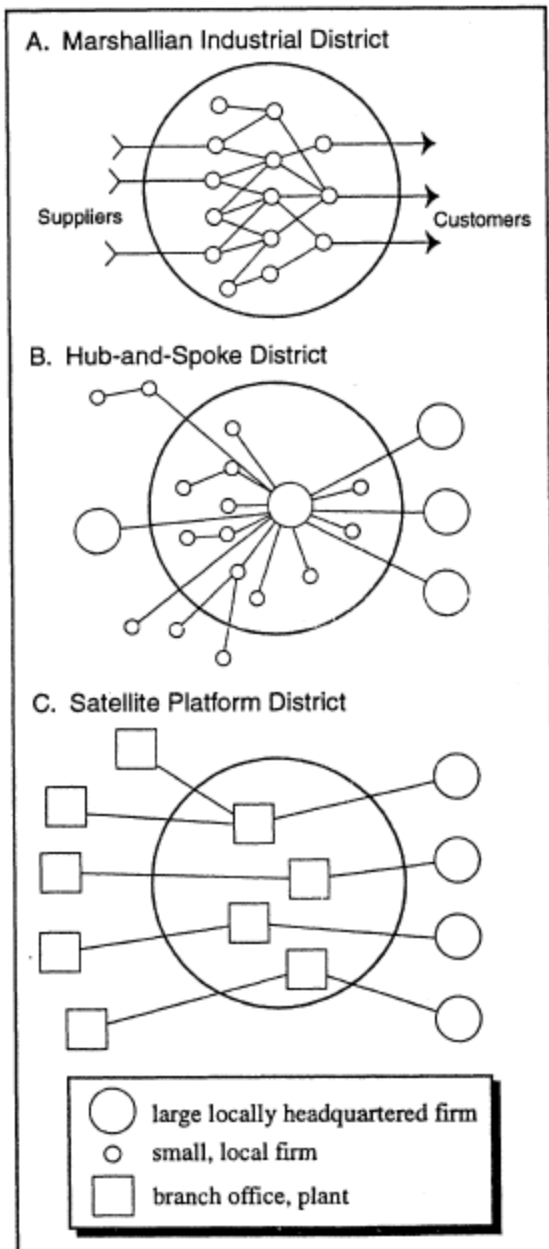 A. Marshallian Industrial District
Suppliers
Customers
B. Hub-and-Spoke District
C. Satellite Platform District
large locally headquartered firm
small, local firm
branch office, plant